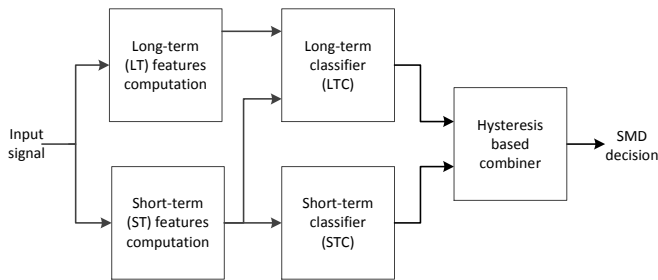 Input
signal
Long-term
(LT) features
computation
Short-term
(ST) features
computation
Long-term
classifier
(LTC)
Short-term
classifier
(STC)
Hysteresis
based
combiner
SMD
decision